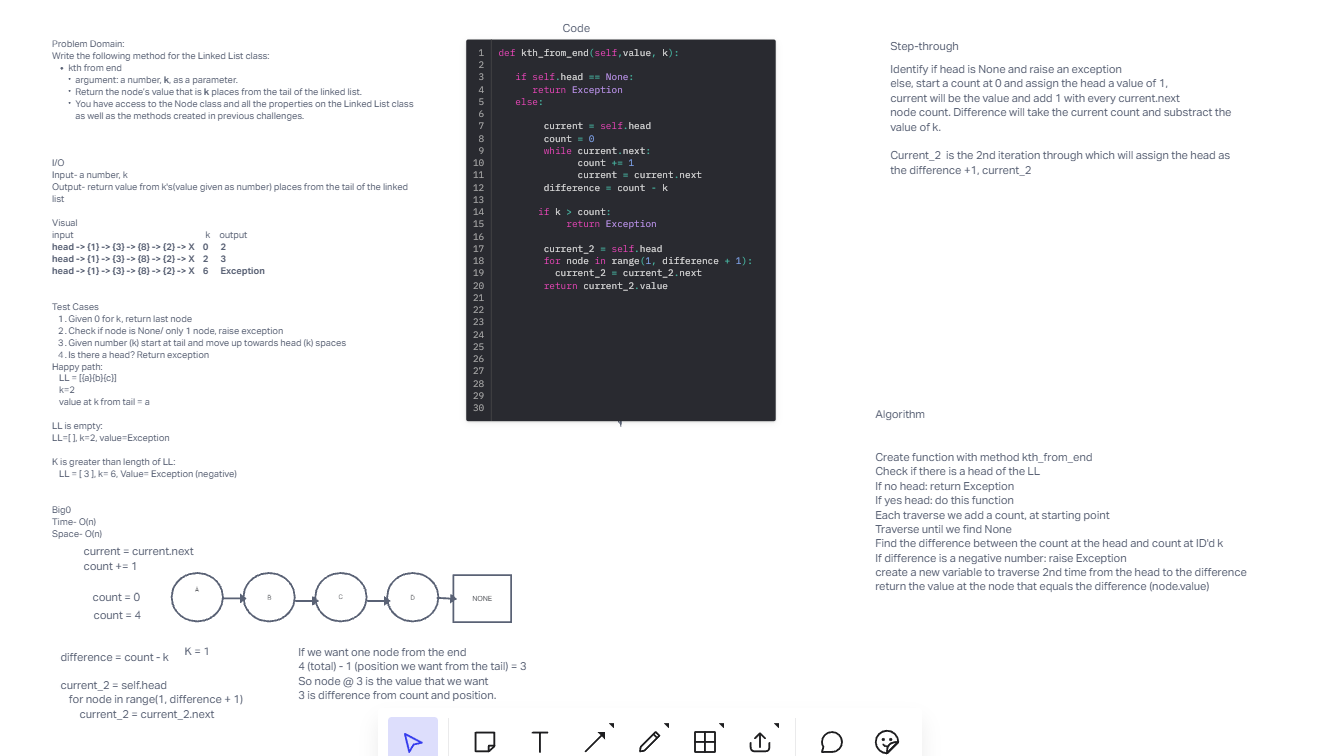 Problem Domain:
Write the following method for the Linked List class:
• kth from end
• argument: a number, k, as a parameter.
• Return the node's value that is k places from the tail of the linked list.
• You have access to the Node class and all the properties on the Linked List class
as well as the methods created in previous challenges.
I/O
Input- a number, k
Output- return value from k's(value given as number) places from the tail of the linked
list
Visual
input k output
head -> {1} -> {3} -> {8} -> {2} -> X 0 2
head -> {1} -> {3} -> {8} -> {2} -> X 2 3
head -> {1} -> {3} -> {8} -> {2} -> X 6 Exception
Test Cases
1. Given 0 for k, return last node
2. Check if node is None/ only 1 node, raise exception
3. Given number (k) start at tail and move up towards head (k) spaces
4. Is there a head? Return exception
Happy path:
LL = [{a}{b}{c}]
k=2
value at k from tail = a
LL is empty:
LL=[ ], k=2, value=Exception
K is greater than length of LL:
LL = [ 3 ], k= 6, Value= Exception (negative)
Big0
Time- O(n)
Space- O(n)
current = current.next
count += 1
count = 0
count = 4
A
B
C
D
NONE
difference = count - k
K = 1
current_2 = self.head
for node in range(1, difference + 1)
current_2 = current_2.next
If we want one node from the end
4 (total) - 1 (position we want from the tail) = 3
So node @ 3 is the value that we want
3 is difference from count and position.
Code
1 def kth_from_end(self,value, k):
2
3 if self.head == None:
4 return Exception
5 else:
6
7 current = self.head
8 count = 0
9 while current.next:
10 count += 1
11 current = current.next
12 difference = count - k
13
14 if k > count:
15 return Exception
16
17 current_2 = self.head
18 for node in range(1, difference + 1):
19 current_2 = current_2.next
20 return current_2.value
21
22
23
24
25
26
27
28
29
30
Step-through
Identify if head is None and raise an exception
else, start a count at 0 and assign the head a value of 1,
current will be the value and add 1 with every current.next
node count. Difference will take the current count and substract the
value of k.
Current_2 is the 2nd iteration through which will assign the head as
the difference +1, current_2
Algorithm
Create function with method kth_from_end
Check if there is a head of the LL
If no head: return Exception
If yes head: do this function
Each traverse we add a count, at starting point
Traverse until we find None
Find the difference between the count at the head and count at ID'd k
If difference is a negative number: raise Exception
create a new variable to traverse 2nd time from the head to the difference
return the value at the node that equals the difference (node.value)